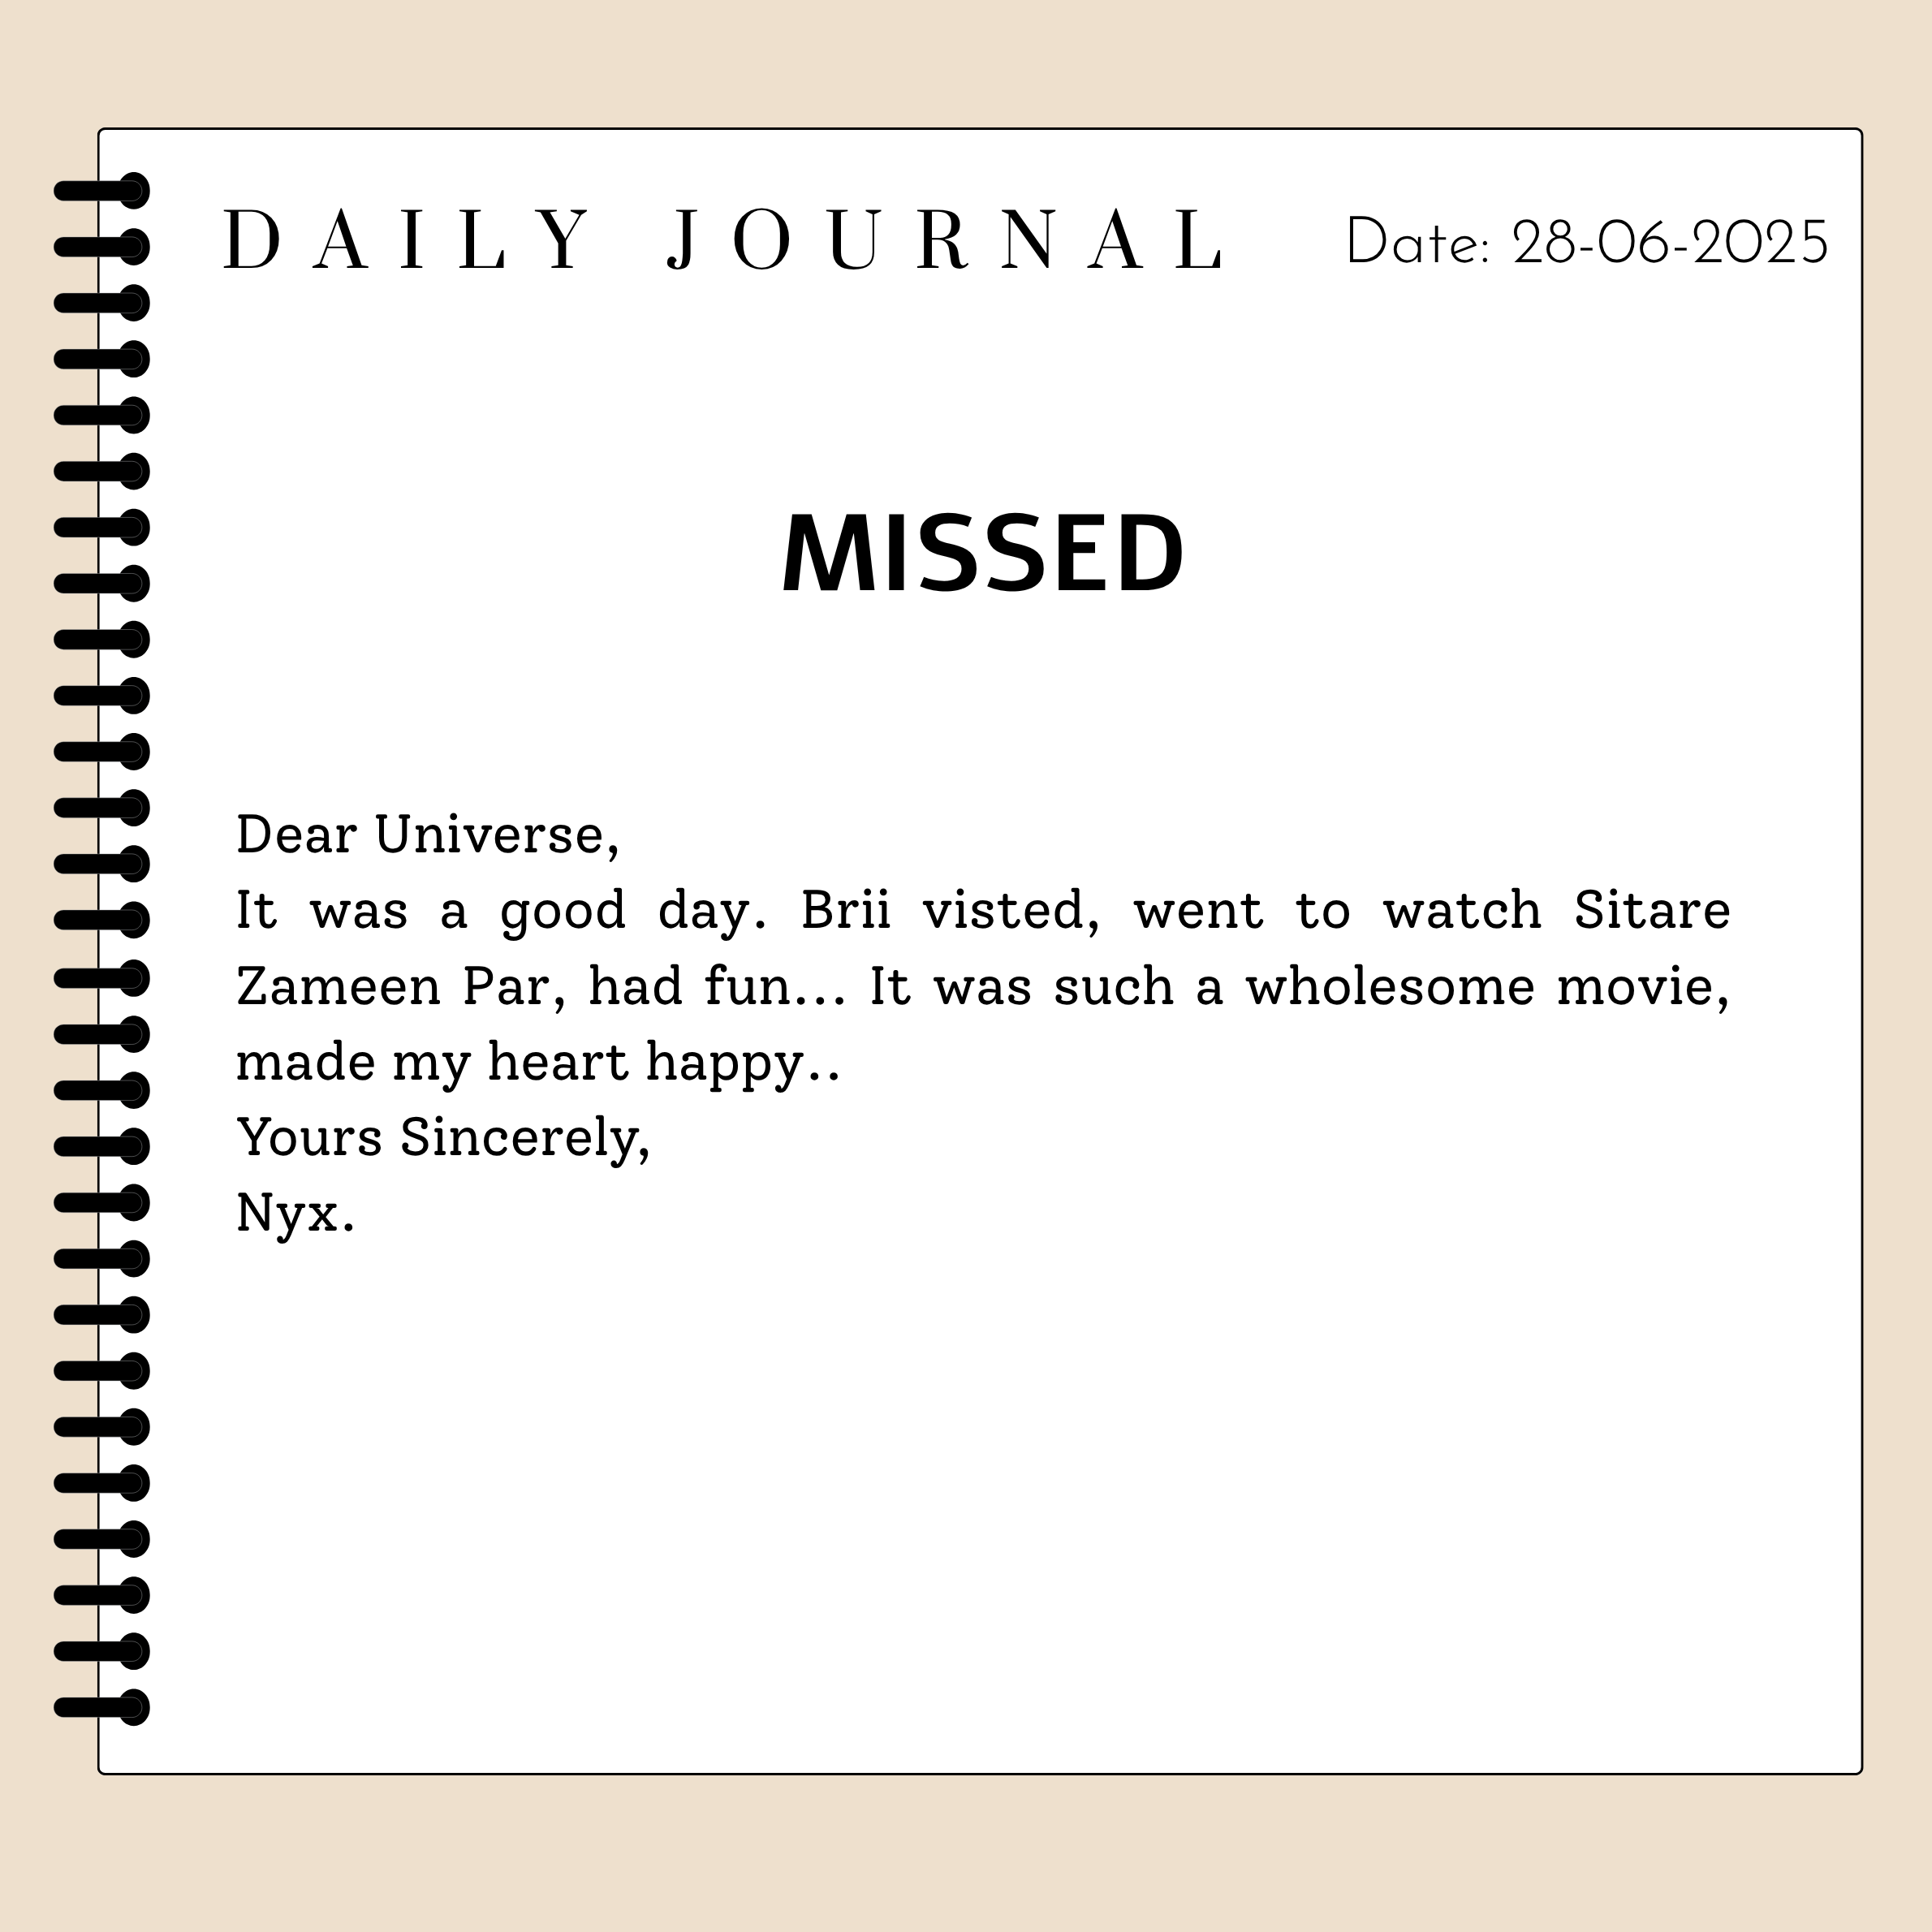 DAILY JOURNAL Date: 28-06-2025
MISSED
Dear Universe,
It was a good day. Brii visted, went to watch Sitare
Zameen Par, had fun... It was such a wholesome movie,
made my heart happy..
Yours Sincerely,
Nyx.